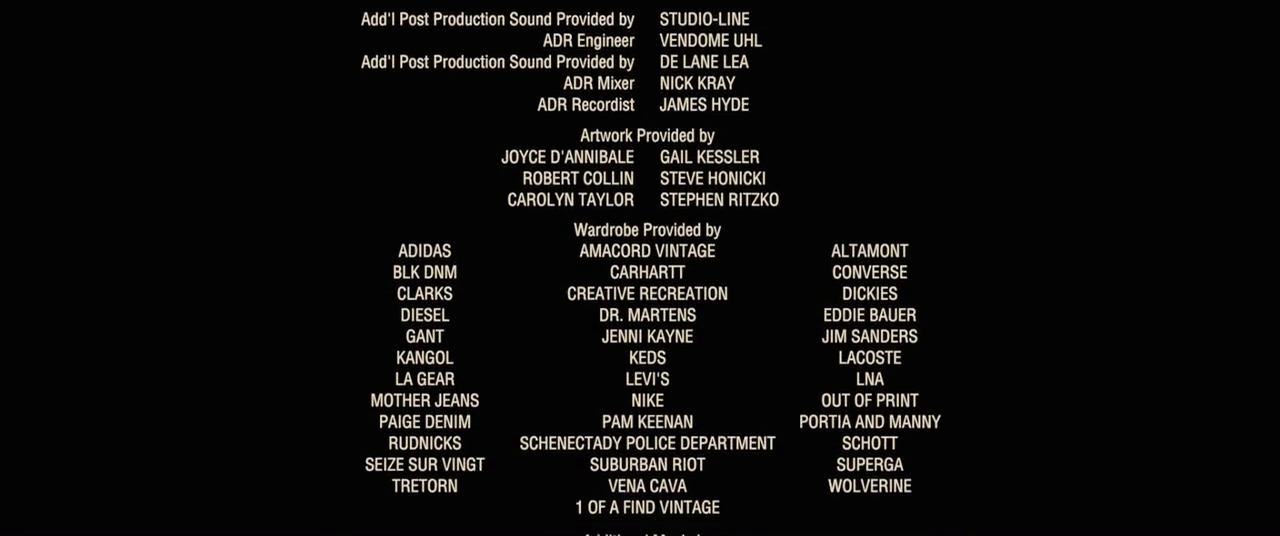 Add'l Post Production Sound Provided by STUDIO-LINE
ADR Engineer VENDOME UHL
Add'l Post Production Sound Provided by DE LANE LEA
ADR Mixer NICK KRAY
ADR Recordist JAMES HYDE
Artwork Provided by
JOYCE D'ANNIBALE GAIL KESSLER
ROBERT COLLIN STEVE HONICKI
CAROLYN TAYLOR STEPHEN RITZKO
Wardrobe Provided by
ADIDAS AMACORD VINTAGE ALTAMONT
BLK DNM CARHARTT CONVERSE
CLARKS CREATIVE RECREATION DICKIES
DIESEL DR. MARTENS EDDIE BAUER
GANT JENNI KAYNE JIM SANDERS
KANGOL KEDS LACOSTE
LA GEAR LEVI'S LNA
MOTHER JEANS NIKE OUT OF PRINT
PAIGE DENIM PAM KEENAN PORTIA AND MANNY
RUDNICKS SCHENECTADY POLICE DEPARTMENT SCHOTT
SEIZE SUR VINGT SUBURBAN RIOT SUPERGA
TRETORN VENA CAVA WOLVERINE
1 OF A FIND VINTAGE